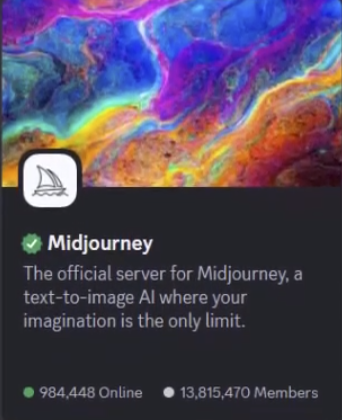 Midjourney
The official server for Midjourney, a
text-to-image AI where your
imagination is the only limit.
984,448 Online 13,815,470 Members